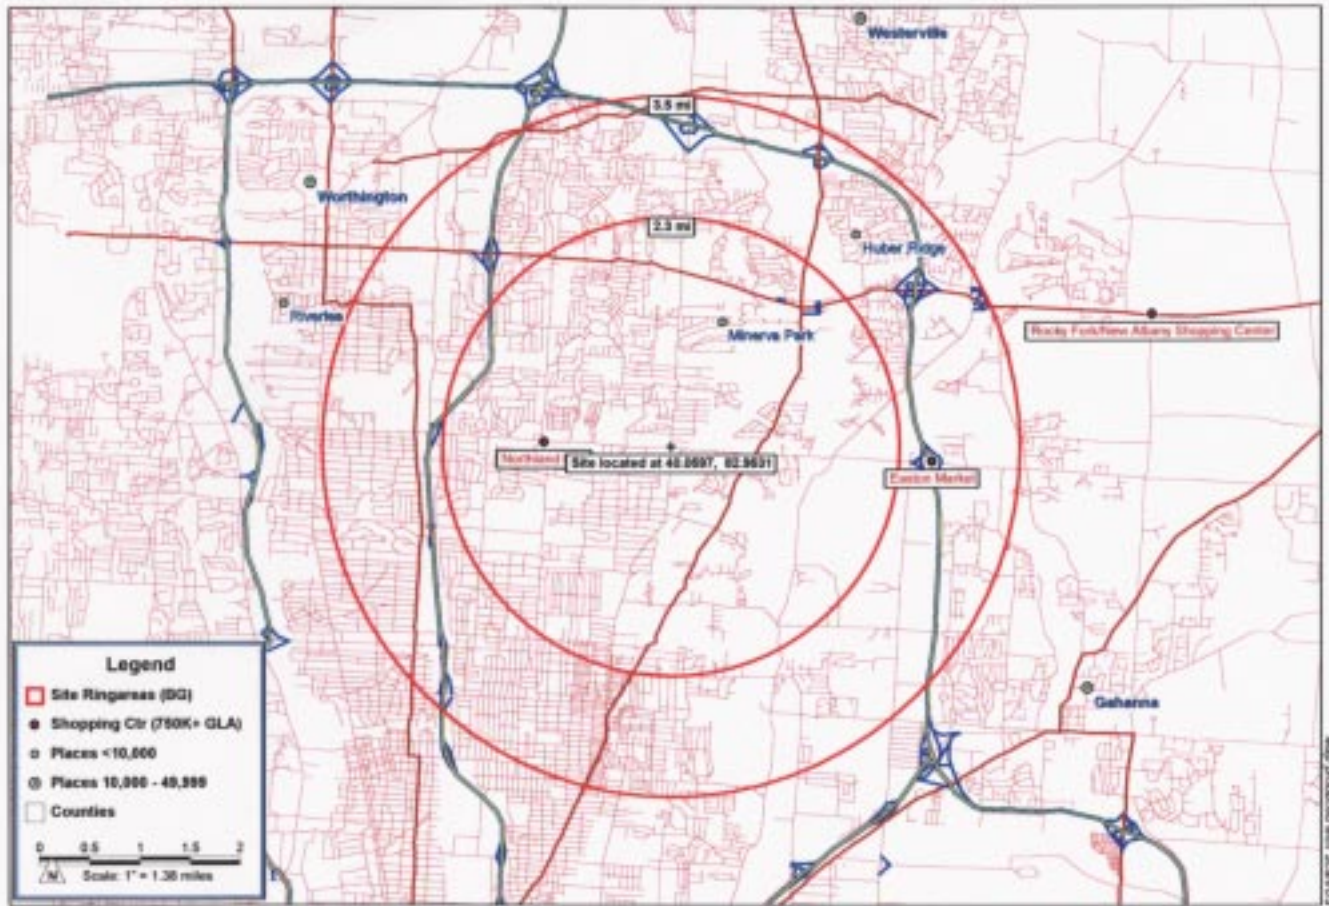 Westerville
3.5 mi
Worthington
2.3 mi
Huber Ridge
Riverlea
Minerva Park
Rocky Fork/New Albany Shopping Center
Northland
Site located at 40.0597, 82.9631
Easton Market
Gahanna
Legend
Site Ringareas (BG)
Shopping Ctr (750K+ GLA)
Places <10,000
Places 10,000 - 49,999
Counties
0 0.5 1 1.5 2
N
Scale: 1" = 1.36 miles